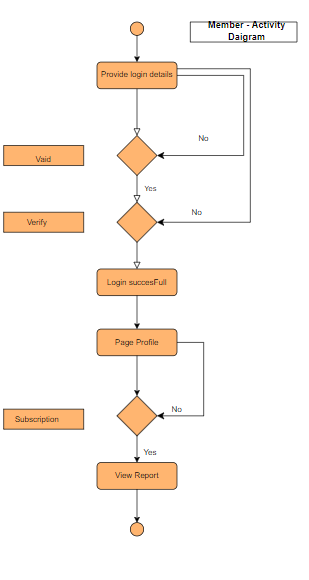 Member - Activity
Daigram
Provide login details
No
Vaid
Yes
No
Verify
Login succesFull
Page Profile
No
Subscription
Yes
View Report